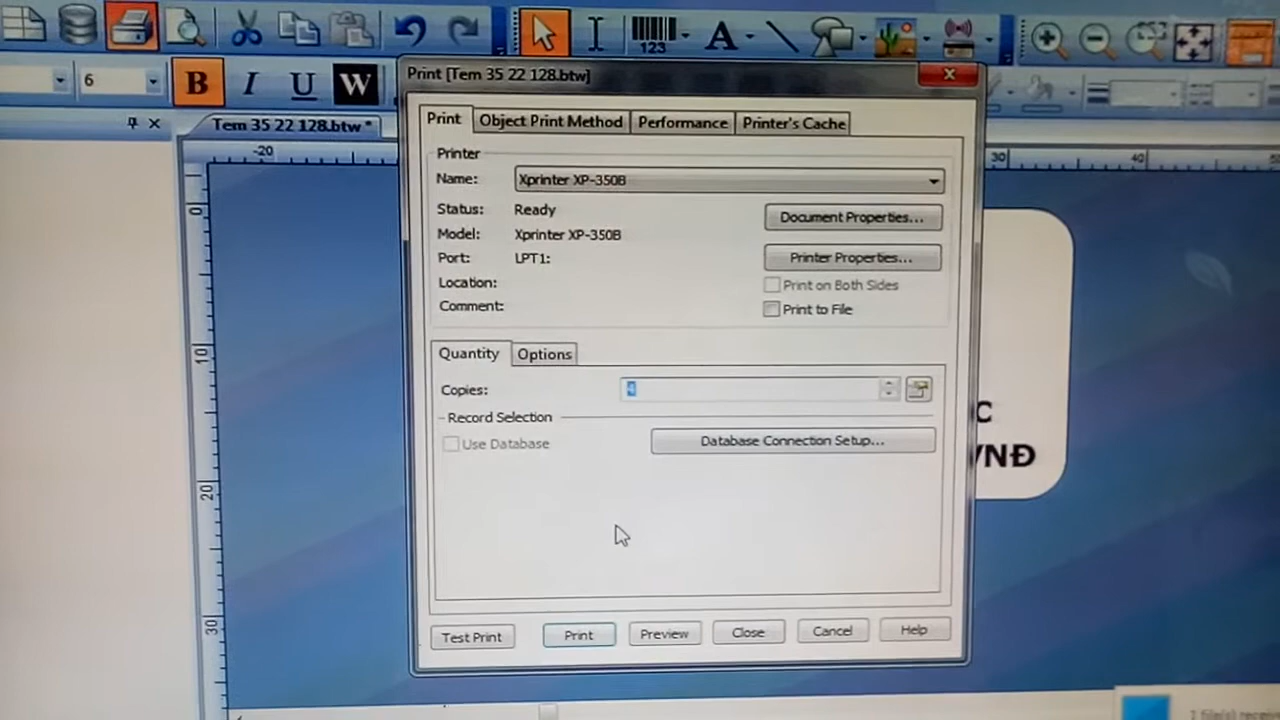 123
A
6
B
I
U
W
Print [Tem 35 22 128.btw]
Tem 35 22 128.btw *
Print
Object Print Method
Performance
Printer's Cache
-20
30
40
Printer
Name:
Xprinter XP-350B
Status:
Ready
Document Properties...
Model:
Xprinter XP-350B
Port:
LPT1:
Printer Properties...
Location:
Print on Both Sides
Comment:
Print to File
0
10
20
30
Quantity
Options
Copies:
4
Record Selection
Use Database
Database Connection Setup...
C
VNĐ
Test Print
Print
Preview
Close
Cancel
Help